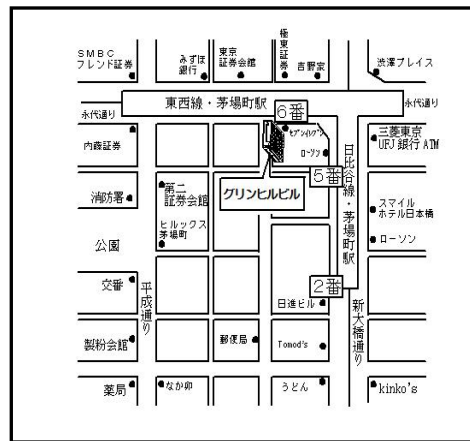 SMBC
フレンド証券
みずほ
銀行
東京
証券会館
極東証券
吉野家
渋澤プレイス
東西線・茅場町駅
6番
永代通り
永代通り
内藤証券
セブンイレブン
ローソン
日比谷線・茅場町駅
三菱東京
UFJ銀行ATM
5番
消防署
第二
証券会館
グリンヒルビル
スマイル
ホテル日本橋
ヒルックス
茅場町
公園
ローソン
交番
平成通り
2番
日進ビル
新大橋通り
製粉会館
郵便局
Tomod's
薬局
なか卯
うどん
kinko's